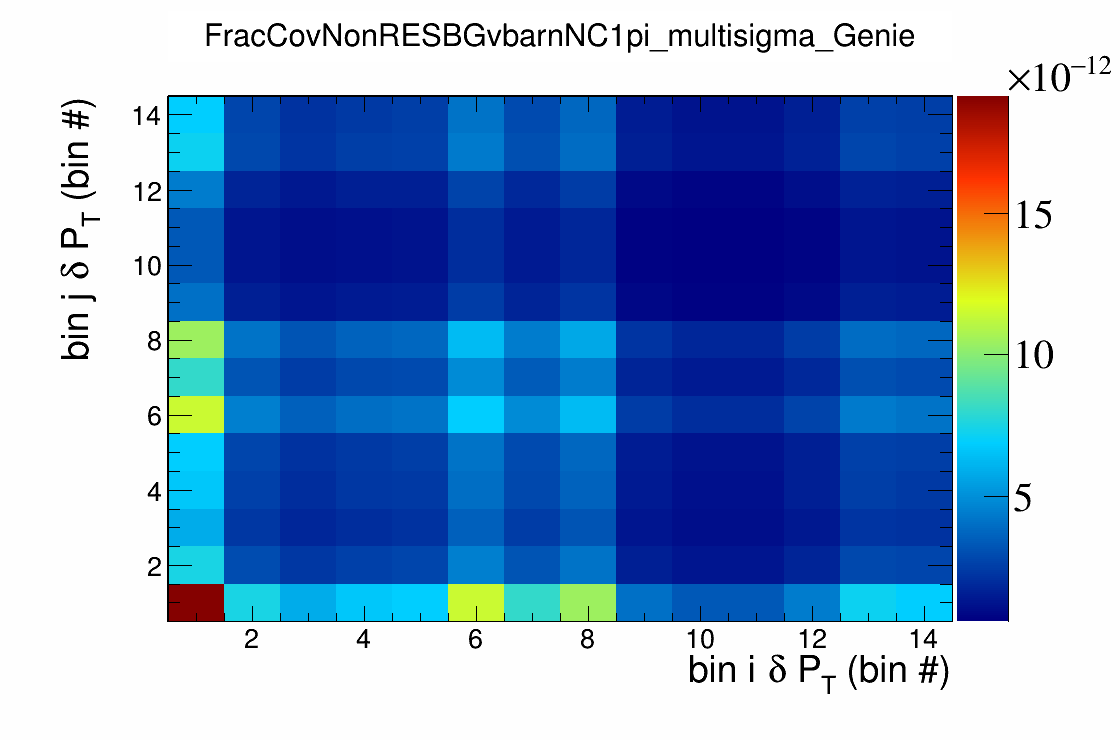 FracCovNonRESBGvbarnNC1pi_multisigma_Genie
×10⁻¹²
bin j δ P_T (bin #)
14
12
10
8
6
4
2
15
10
5
2 4 6 8 10 12 14
bin i δ P_T (bin #)